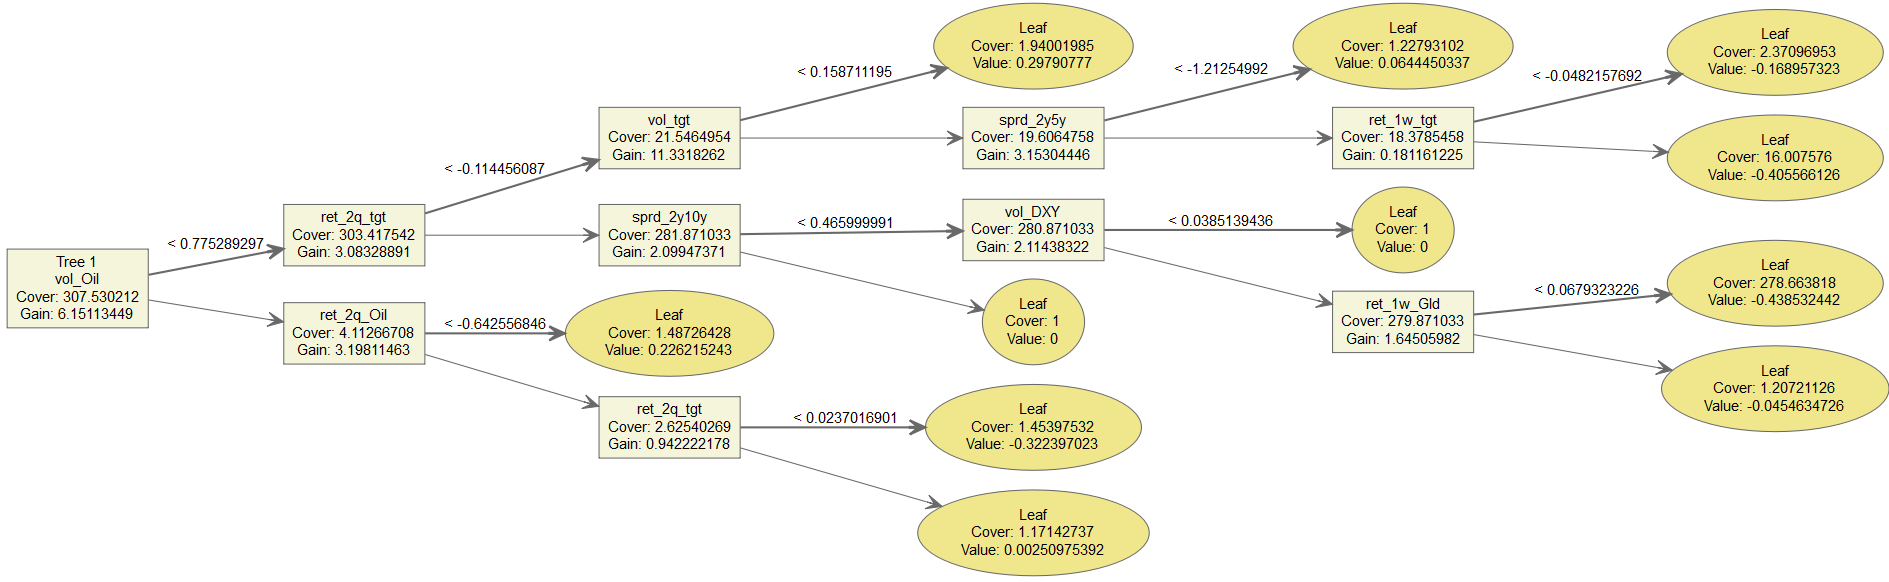 Tree 1
vol_Oil
Cover: 307.530212
Gain: 6.15113449
< 0.775289297
ret_2q_tgt
Cover: 303.417542
Gain: 3.08328891
ret_2q_Oil
Cover: 4.11266708
Gain: 3.19811463
< -0.114456087
< -0.642556846
vol_tgt
Cover: 21.5464954
Gain: 11.3318262
sprd_2y10y
Cover: 281.871033
Gain: 2.09947371
Leaf
Cover: 1.48726428
Value: 0.226215243
ret_2q_tgt
Cover: 2.62540269
Gain: 0.942222178
< 0.158711195
< 0.465999991
< 0.0237016901
Leaf
Cover: 1.94001985
Value: 0.29790777
sprd_2y5y
Cover: 19.6064758
Gain: 3.15304446
vol_DXY
Cover: 280.871033
Gain: 2.11438322
Leaf
Cover: 1
Value: 0
Leaf
Cover: 1.45397532
Value: -0.322397023
Leaf
Cover: 1.17142737
Value: 0.00250975392
< -1.21254992
< 0.0385139436
Leaf
Cover: 1.22793102
Value: 0.0644450337
ret_1w_tgt
Cover: 18.3785458
Gain: 0.181161225
Leaf
Cover: 1
Value: 0
ret_1w_Gld
Cover: 279.871033
Gain: 1.64505982
< -0.0482157692
< 0.0679323226
Leaf
Cover: 2.37096953
Value: -0.168957323
Leaf
Cover: 16.007576
Value: -0.405566126
Leaf
Cover: 278.663818
Value: -0.438532442
Leaf
Cover: 1.20721126
Value: -0.0454634726